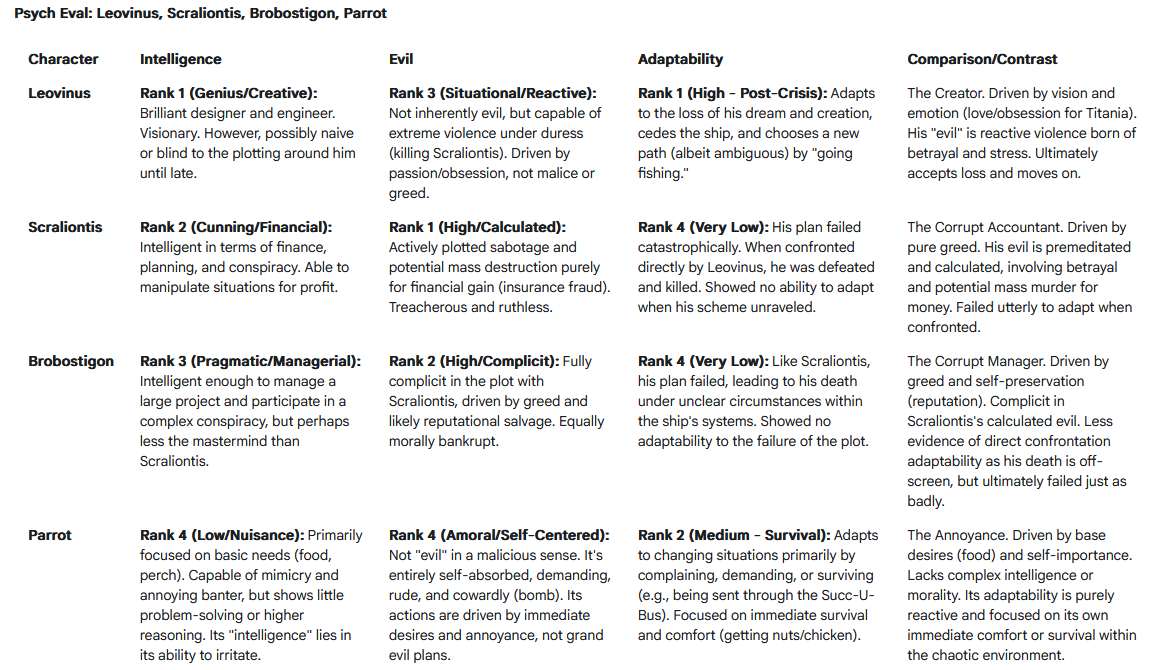 Psych Eval: Leovinus, Scraliontis, Brobostigon, Parrot
Character
Intelligence
Evil
Adaptability
Comparison/Contrast
Leovinus
Rank 1 (Genius/Creative):
Brilliant designer and engineer.
Visionary. However, possibly naive
or blind to the plotting around him
until late.
Rank 3 (Situational/Reactive):
Not inherently evil, but capable of
extreme violence under duress
(killing Scraliontis). Driven by
passion/obsession, not malice or
greed.
Rank 1 (High - Post-Crisis): Adapts
to the loss of his dream and creation,
cedes the ship, and chooses a new
path (albeit ambiguous) by "going
fishing."
The Creator. Driven by vision and
emotion (love/obsession for Titania).
His "evil" is reactive violence born of
betrayal and stress. Ultimately
accepts loss and moves on.
Scraliontis
Rank 2 (Cunning/Financial):
Intelligent in terms of finance,
planning, and conspiracy. Able to
manipulate situations for profit.
Rank 1 (High/Calculated):
Actively plotted sabotage and
potential mass destruction purely
for financial gain (insurance fraud).
Treacherous and ruthless.
Rank 4 (Very Low): His plan failed
catastrophically. When confronted
directly by Leovinus, he was defeated
and killed. Showed no ability to adapt
when his scheme unraveled.
The Corrupt Accountant. Driven by
pure greed. His evil is premeditated
and calculated, involving betrayal
and potential mass murder for
money. Failed utterly to adapt when
confronted.
Brobostigon
Rank 3 (Pragmatic/Managerial):
Intelligent enough to manage a
large project and participate in a
complex conspiracy, but perhaps
less the mastermind than
Scraliontis.
Rank 2 (High/Complicit): Fully
complicit in the plot with
Scraliontis, driven by greed and
likely reputational salvage. Equally
morally bankrupt.
Rank 4 (Very Low): Like Scraliontis,
his plan failed, leading to his death
under unclear circumstances within
the ship's systems. Showed no
adaptability to the failure of the plot.
The Corrupt Manager. Driven by
greed and self-preservation
(reputation). Complicit in
Scraliontis's calculated evil. Less
evidence of direct confrontation
adaptability as his death is off-
screen, but ultimately failed just as
badly.
Parrot
Rank 4 (Low/Nuisance): Primarily
focused on basic needs (food,
perch). Capable of mimicry and
annoying banter, but shows little
problem-solving or higher
reasoning. Its "intelligence" lies in
its ability to irritate.
Rank 4 (Amoral/Self-Centered):
Not "evil" in a malicious sense. It's
entirely self-absorbed, demanding,
rude, and cowardly (bomb). Its
actions are driven by immediate
desires and annoyance, not grand
evil plans.
Rank 2 (Medium - Survival): Adapts
to changing situations primarily by
complaining, demanding, or surviving
(e.g., being sent through the Succ-U-
Bus). Focused on immediate survival
and comfort (getting nuts/chicken).
The Annoyance. Driven by base
desires (food) and self-importance.
Lacks complex intelligence or
morality. Its adaptability is purely
reactive and focused on its own
immediate comfort or survival within
the chaotic environment.